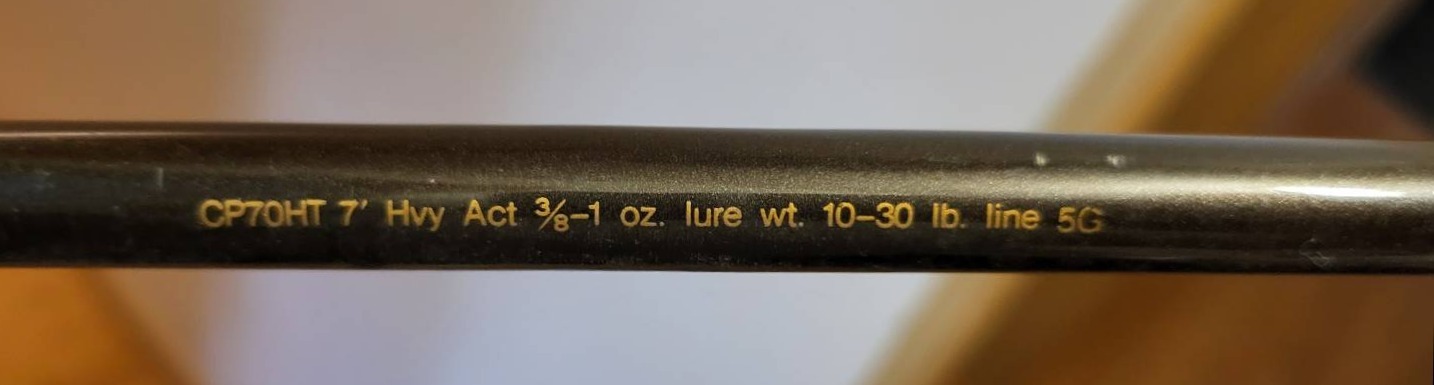 CP70HT 7' Hvy Act ⅜–1 oz. lure wt. 10–30 lb. line 5G